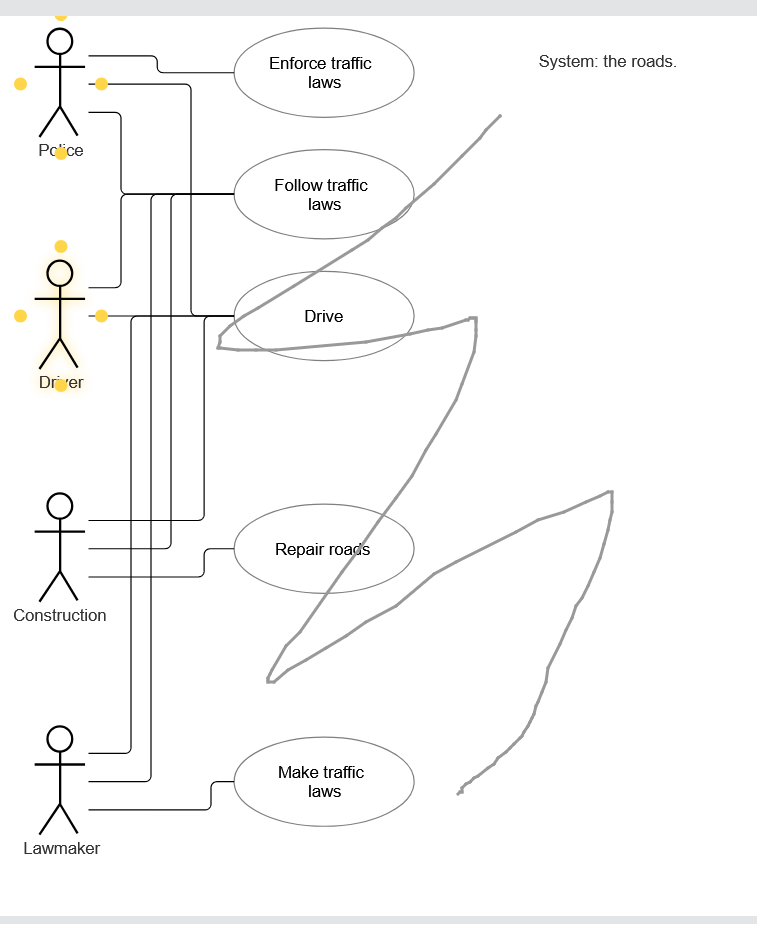 Enforce traffic
laws
System: the roads.
Police
Follow traffic
laws
Drive
Driver
Repair roads
Construction
Make traffic
laws
Lawmaker